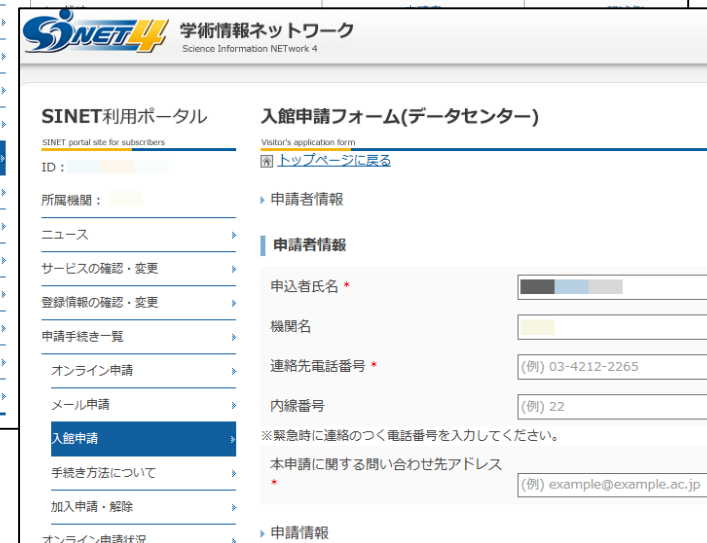 SINET4
学術情報ネットワーク
Science Information NETwork 4
SINET利用ポータル
SINET portal site for subscribers
ID：
所属機関：
ニュース
サービスの確認・変更
登録情報の確認・変更
申請手続き一覧
オンライン申請
メール申請
入館申請
手続き方法について
加入申請・解除
オンライン申請状況
入館申請フォーム(データセンター)
Visitor's application form
トップページに戻る
申請者情報
申請者情報
申込者氏名 *
機関名
連絡先電話番号 *
(例) 03-4212-2265
内線番号
(例) 22
※緊急時に連絡のつく電話番号を入力してください。
本申請に関する問い合わせ先アドレス
*
(例) example@example.ac.jp
申請情報